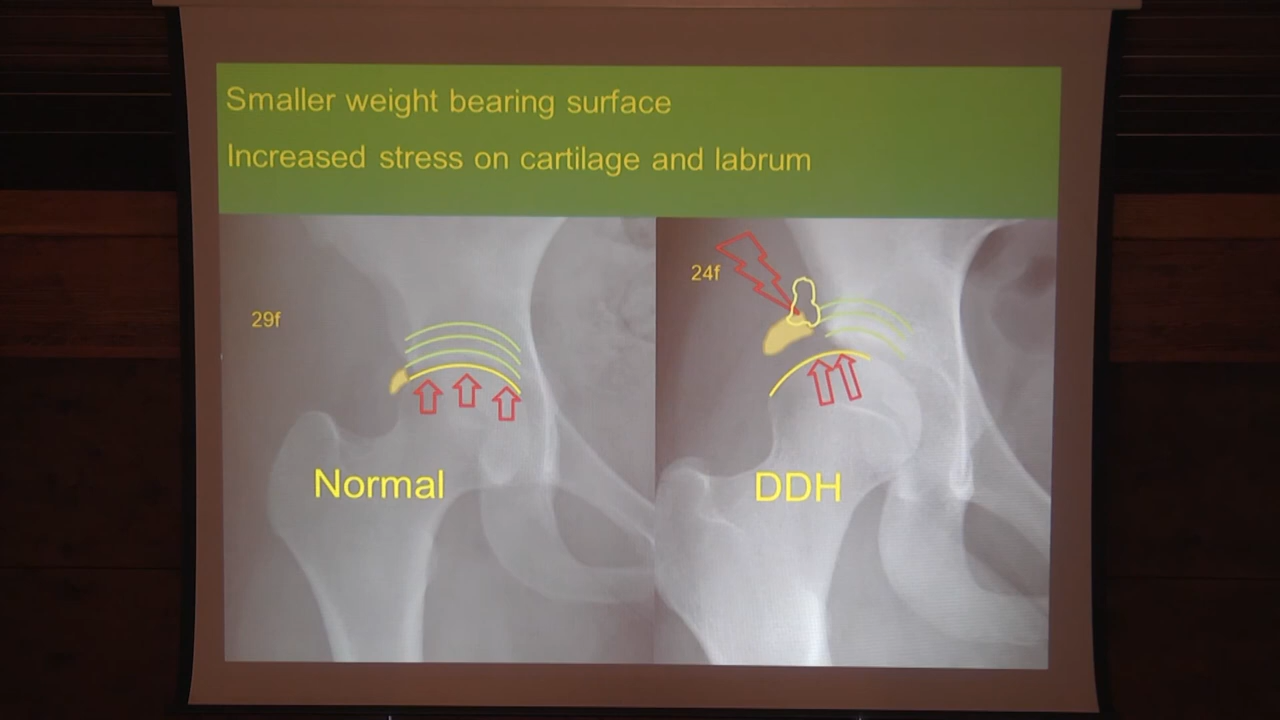 Smaller weight bearing surface
Increased stress on cartilage and labrum
29f
24f
Normal
DDH